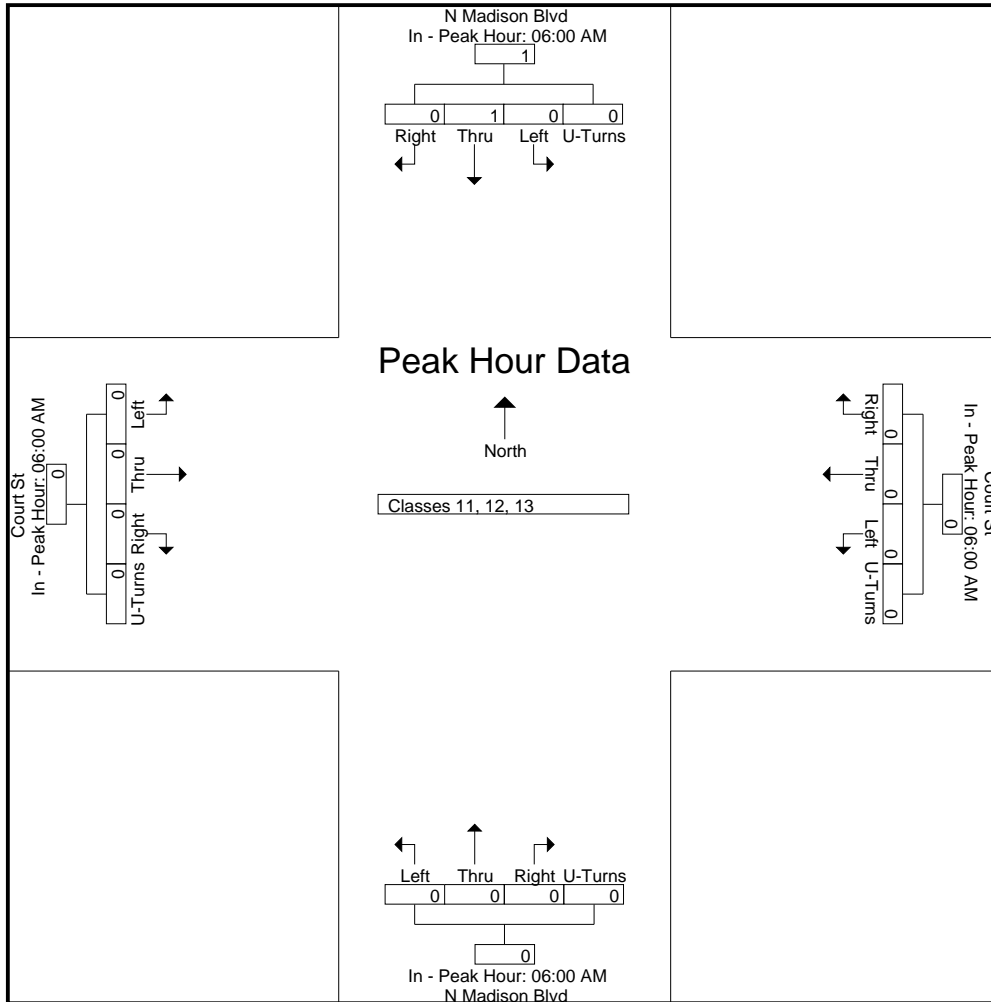 N Madison Blvd
In - Peak Hour: 06:00 AM
1
0 1 0 0
Right Thru Left U-Turns
Peak Hour Data
North
Classes 11, 12, 13
Court St
In - Peak Hour: 06:00 AM
0
0 0 0 0
Left Thru Right U-Turns
Court St
In - Peak Hour: 06:00 AM
0
0 0 0 0
Right Thru Left U-Turns
Left Thru Right U-Turns
0 0 0 0
0
In - Peak Hour: 06:00 AM
N Madison Blvd